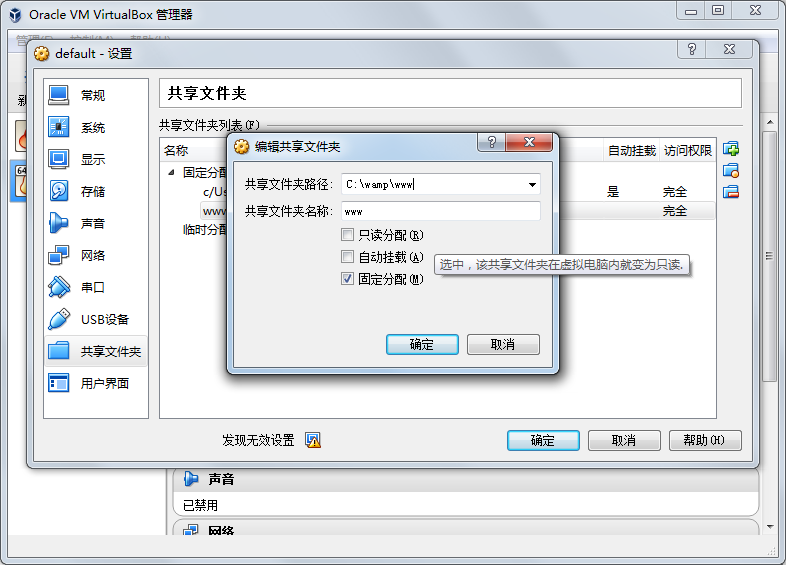 Oracle VM VirtualBox 管理器
default - 设置
常规
系统
显示
存储
声音
网络
串口
USB设备
共享文件夹
用户界面
共享文件夹
共享文件夹列表(F)
名称
自动挂载 访问权限
固定分配
c/Us
是 完全
www
完全
临时分配
编辑共享文件夹
共享文件夹路径: C:\wamp\www
共享文件夹名称: www
只读分配(R)
自动挂载(A)
固定分配(M)
选中，该共享文件夹在虚拟电脑内就变为只读.
确定 取消
发现无效设置
确定 取消 帮助(H)
声音
已禁用
网络
64